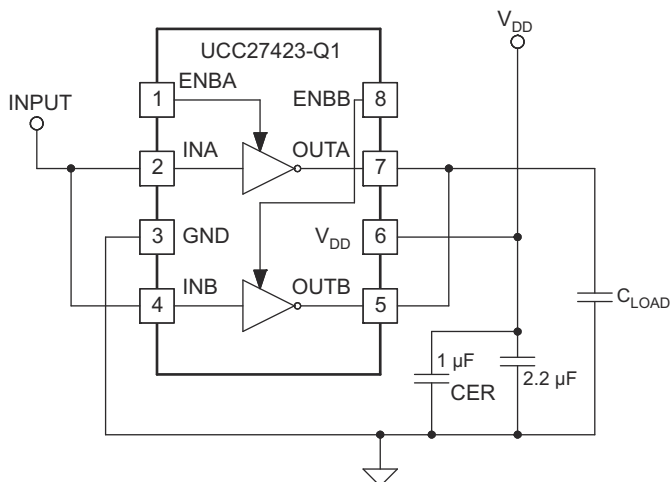 V_DD
UCC27423-Q1
ENBA
1
ENBB
8
INPUT
INA
OUTA
2
7
3
GND
V_DD
6
INB
OUTB
4
5
C_LOAD
1 µF
CER
2.2 µF